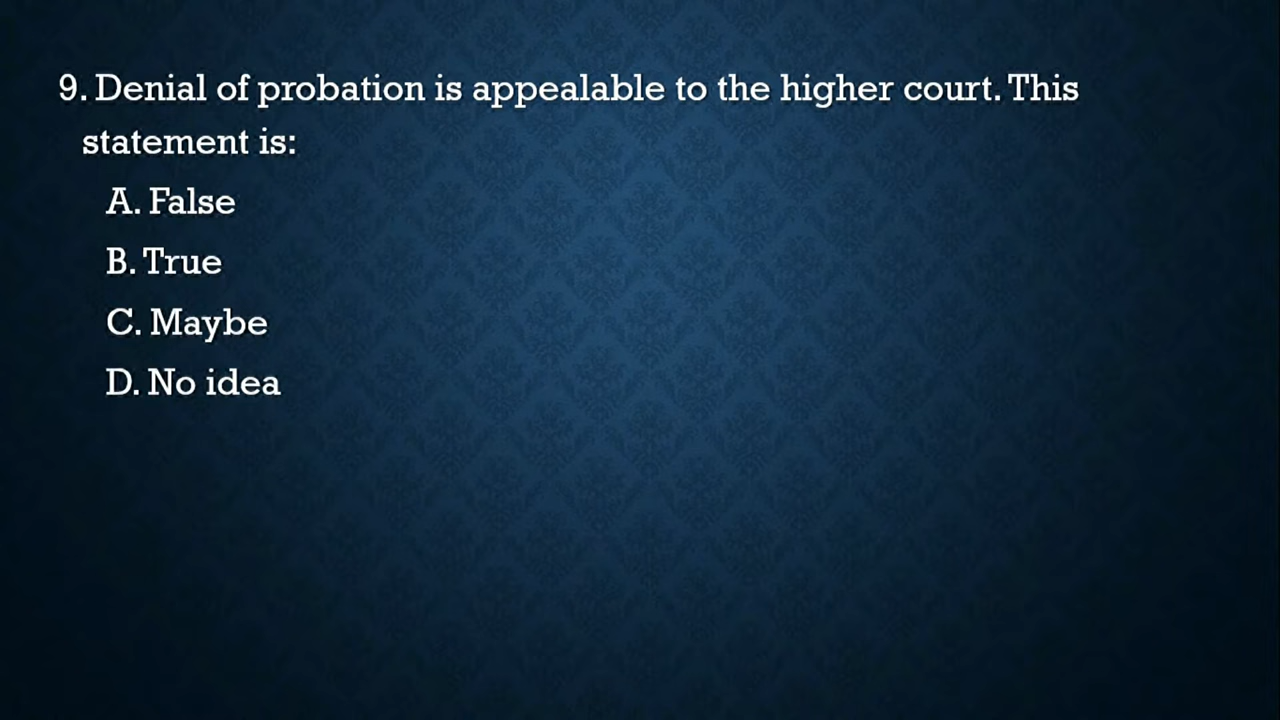 9. Denial of probation is appealable to the higher court. This
statement is:
A. False
B. True
C. Maybe
D. No idea